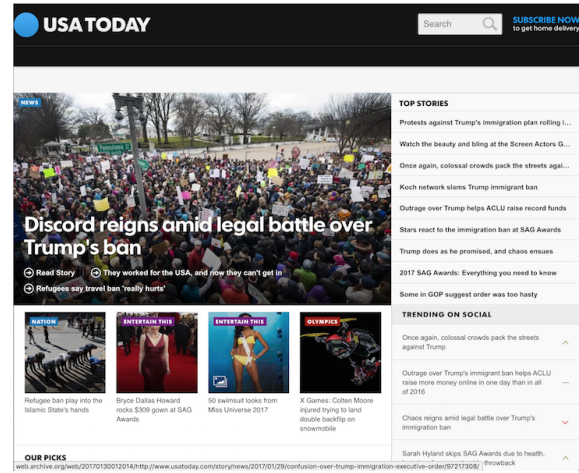 USA TODAY
Search
SUBSCRIBE NOW
to get home delivery
NEWS
Pennsylvania
Discord reigns amid legal battle over
Trump's ban
Read Story
They worked for the USA, and now they can't get in
Refugees say travel ban 'really hurts'
NATION
Refugee ban play into the
Islamic State's hands
ENTERTAIN THIS
Bryce Dallas Howard
rocks $309 gown at SAG
Awards
ENTERTAIN THIS
50 swimsuit looks from
Miss Universe 2017
OLYMPICS
X Games: Colten Moore
injured trying to land
double backflip on
snowmobile
OUR PICKS
TOP STORIES
Protests against Trump's immigration plan rolling i...
Watch the beauty and bling at the Screen Actors G...
Once again, colossal crowds pack the streets agai...
Koch network slams Trump immigrant ban
Outrage over Trump helps ACLU raise record funds
Stars react to the immigration ban at SAG Awards
Trump does as he promised, and chaos ensues
2017 SAG Awards: Everything you need to know
Some in GOP suggest order was too hasty
TRENDING ON SOCIAL
Once again, colossal crowds pack the streets
against Trump
Outrage over Trump's immigration ban helps ACLU
raise more money online in one day than in all
of 2016
Chaos reigns amid legal battle over Trump's
immigration ban
Sarah Hyland skips SAG Awards due to health,
throwback
web.archive.org/web/20170130012014/http://www.usatoday.com/story/news/2017/01/29/confusion-over-trump-immigration-executive-order/97217308/